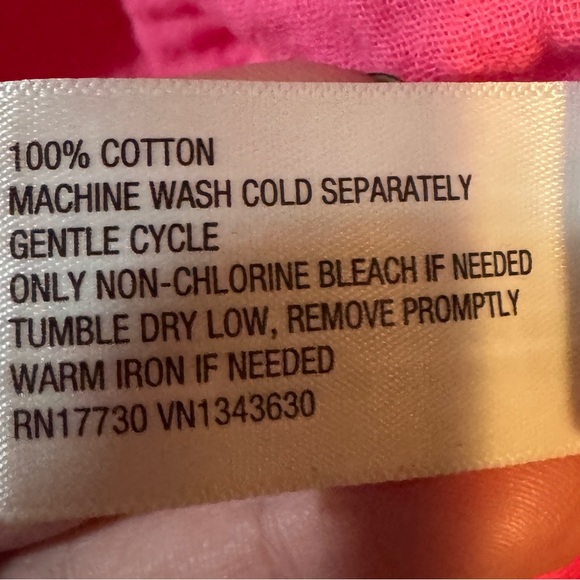 100% COTTON
MACHINE WASH COLD SEPARATELY
GENTLE CYCLE
ONLY NON-CHLORINE BLEACH IF NEEDED
TUMBLE DRY LOW, REMOVE PROMPTLY
WARM IRON IF NEEDED
RN17730 VN1343630